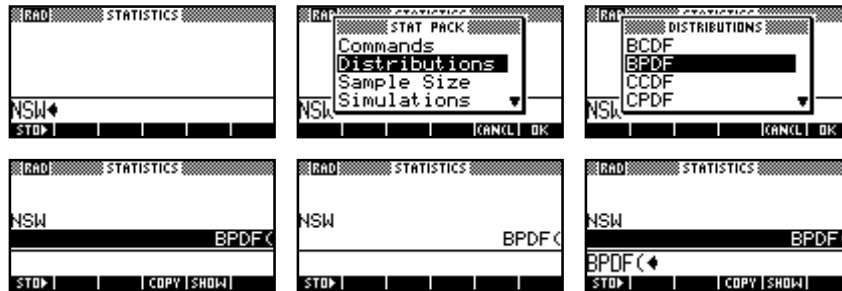 RAD STATISTICS
NSW
STO▶
RAD
STAT PACK
Commands
Distributions
Sample Size
Simulations
NSW
CANCL OK
RAD
DISTRIBUTIONS
BCDF
BPDF
CCDF
CPDF
NSW
CANCL OK
RAD STATISTICS
NSW
BPDF(
STO▶ COPY SHOW
RAD STATISTICS
NSW
BPDF(
STO▶
RAD STATISTICS
NSW
BPDF
BPDF(
STO▶ COPY SHOW